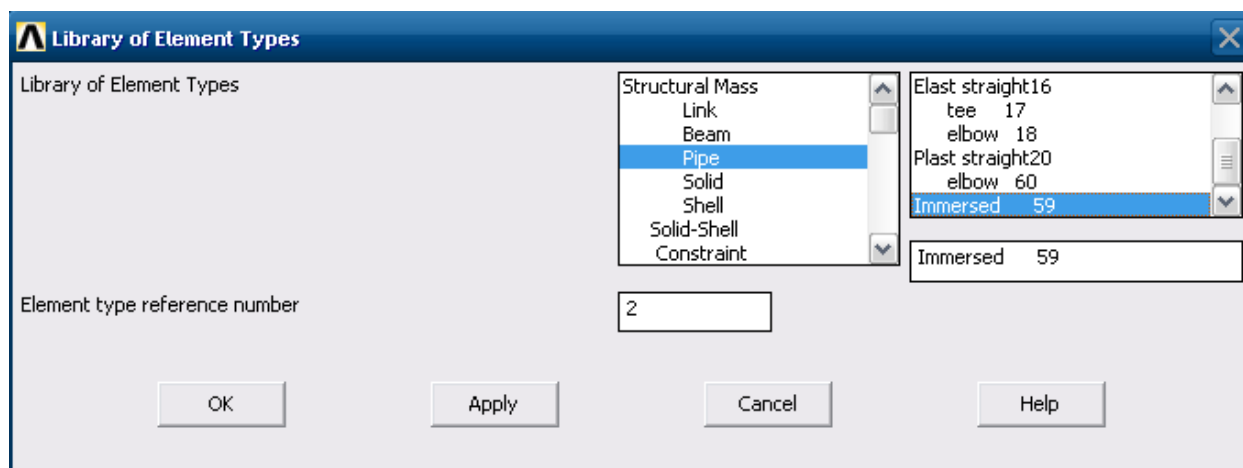 Library of Element Types
Library of Element Types
Structural Mass
Link
Beam
Pipe
Solid
Shell
Solid-Shell
Constraint
Elast straight16
tee 17
elbow 18
Plast straight20
elbow 60
Immersed 59
Immersed 59
Element type reference number
2
OK Apply Cancel Help